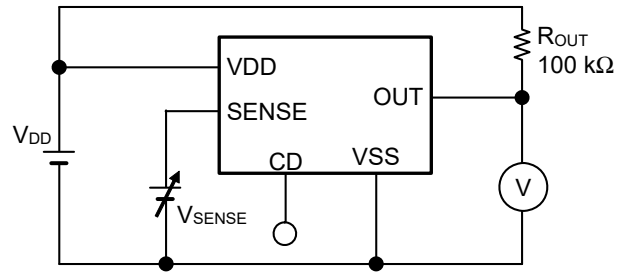 ROUT
100 kΩ
VDD
OUT
SENSE
VDD
CD
VSS
V
VSENSE